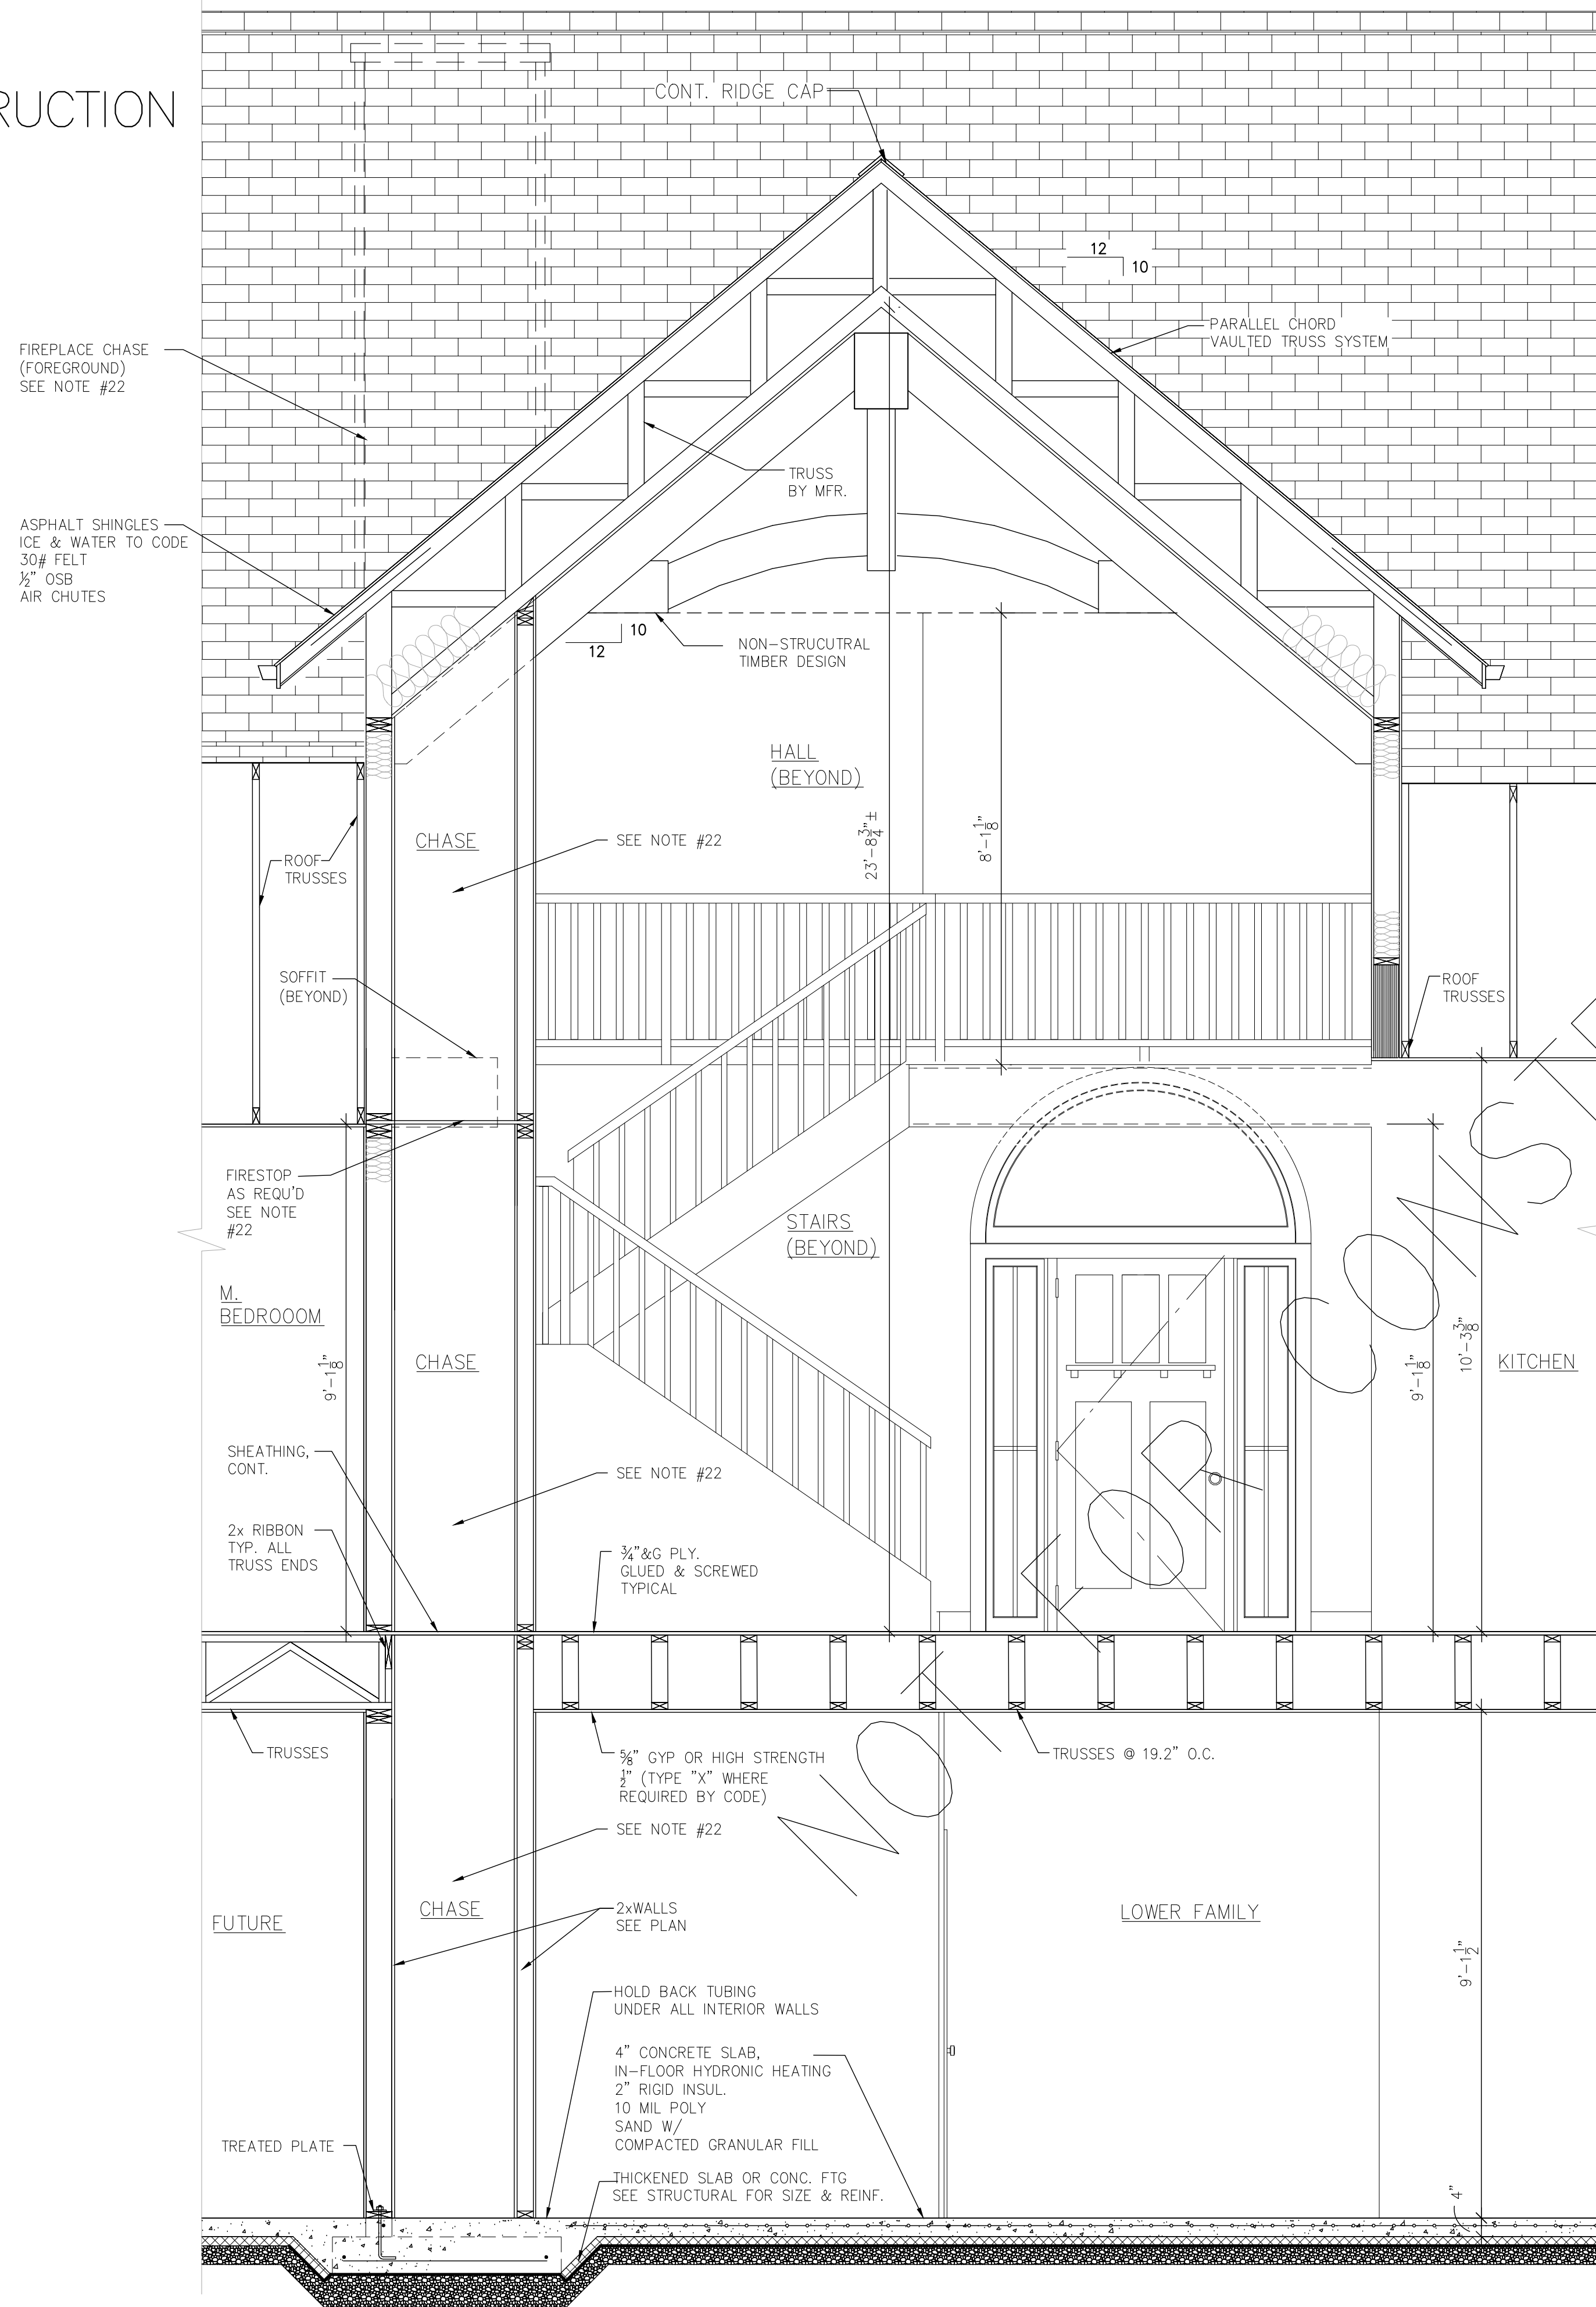 RUCTION
CONT. RIDGE CAP
12
10
PARALLEL CHORD
VAULTED TRUSS SYSTEM
FIREPLACE CHASE
(FOREGROUND)
SEE NOTE #22
TRUSS
BY MFR.
ASPHALT SHINGLES
ICE & WATER TO CODE
30# FELT
½" OSB
AIR CHUTES
10
12
NON-STRUCUTRAL
TIMBER DESIGN
HALL
(BEYOND)
23'-8¾" ±
8'-1⅛"
CHASE
SEE NOTE #22
ROOF
TRUSSES
SOFFIT
(BEYOND)
ROOF
TRUSSES
FIRESTOP
AS REQU'D
SEE NOTE
#22
STAIRS
(BEYOND)
M.
BEDROOOM
9'-1⅛"
CHASE
9'-1⅛"
10'-3⅜"
KITCHEN
SHEATHING,
CONT.
SEE NOTE #22
2x RIBBON
TYP. ALL
TRUSS ENDS
¾"&G PLY.
GLUED & SCREWED
TYPICAL
TRUSSES
⅝" GYP OR HIGH STRENGTH
½" (TYPE "X" WHERE
REQUIRED BY CODE)
TRUSSES @ 19.2" O.C.
SEE NOTE #22
FUTURE
CHASE
2xWALLS
SEE PLAN
LOWER FAMILY
9'-1½"
HOLD BACK TUBING
UNDER ALL INTERIOR WALLS
4" CONCRETE SLAB,
IN-FLOOR HYDRONIC HEATING
2" RIGID INSUL.
10 MIL POLY
SAND W/
COMPACTED GRANULAR FILL
TREATED PLATE
THICKENED SLAB OR CONC. FTG
SEE STRUCTURAL FOR SIZE & REINF.
4"
NOT FOR CONST